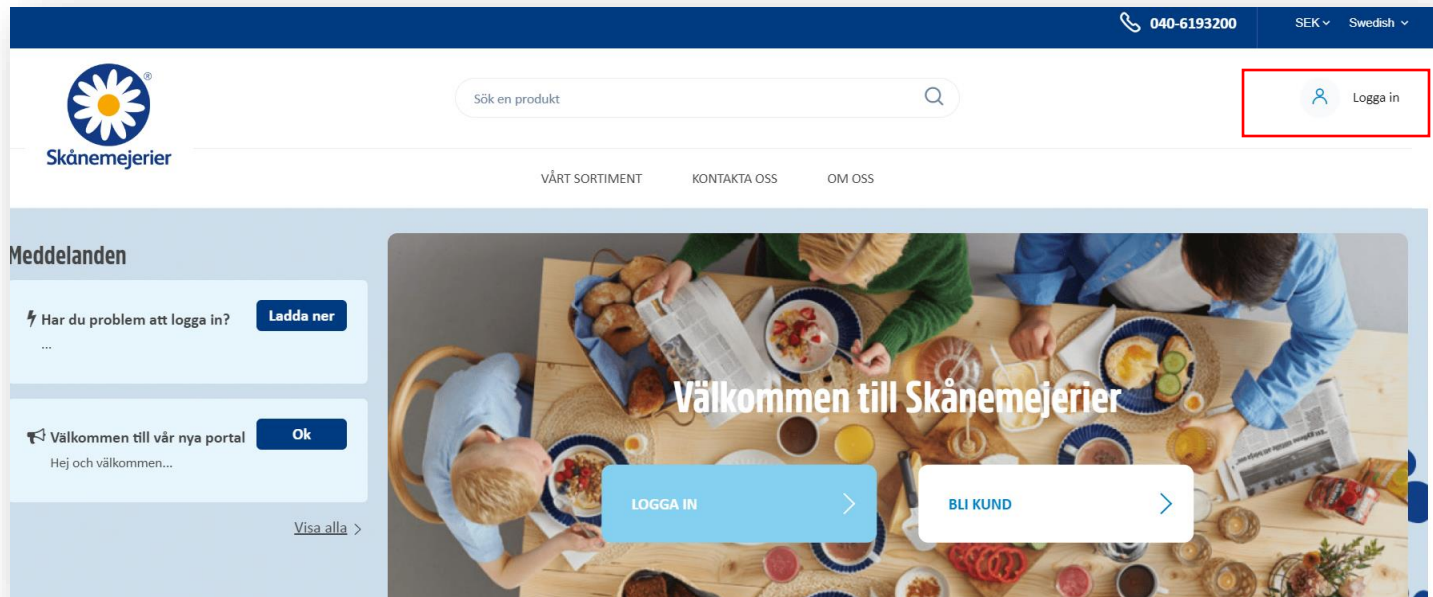 040-6193200 SEK Swedish
Sök en produkt
Logga in
Skånemejerier
VÅRT SORTIMENT KONTAKTA OSS OM OSS
Meddelanden
Har du problem att logga in? Ladda ner
...
Välkommen till vår nya portal Ok
Hej och välkommen...
Visa alla
Välkommen till Skånemejerier
LOGGA IN
BLI KUND